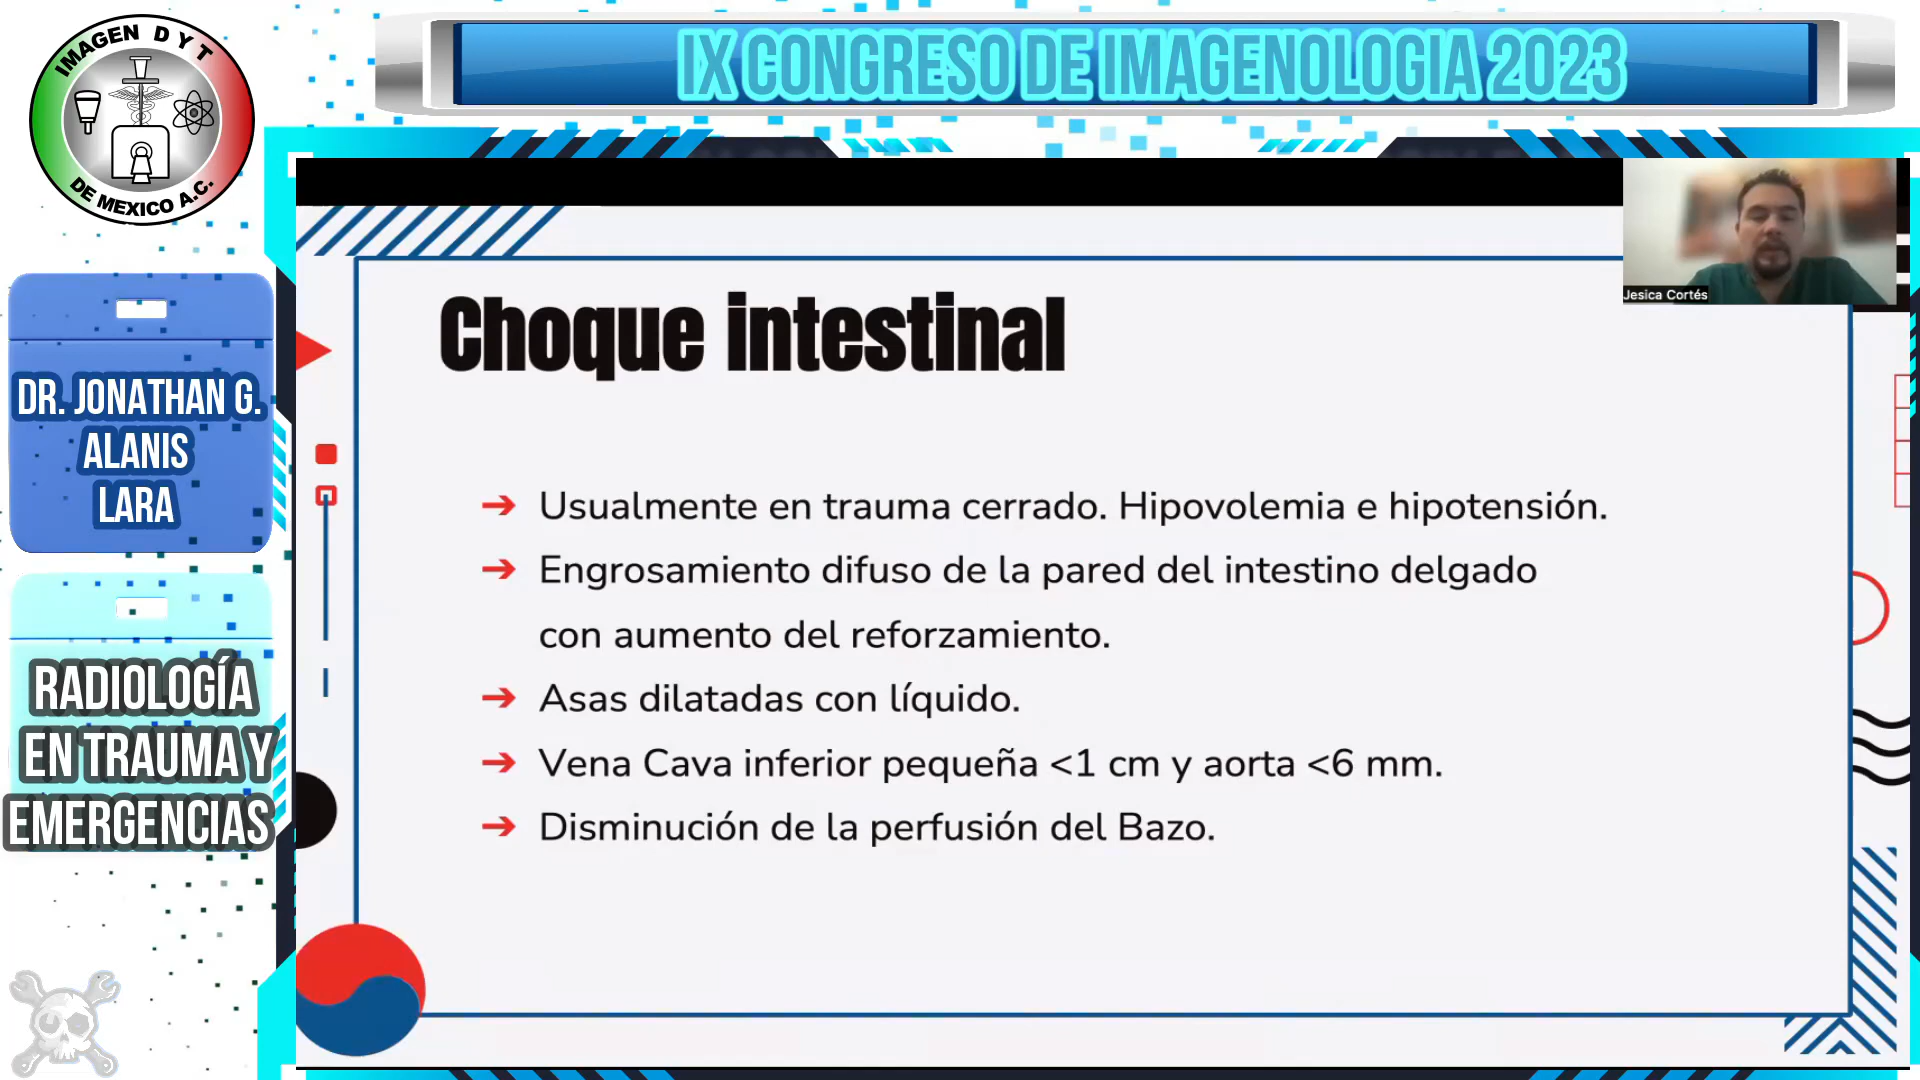 IMAGEN D Y T
DE MEXICO A.C.
IX CONGRESO DE IMAGENOLOGIA 2023
Jesica Cortés
DR. JONATHAN G.
ALANIS
LARA
RADIOLOGÍA
EN TRAUMA Y
EMERGENCIAS
Choque intestinal
➔ Usualmente en trauma cerrado. Hipovolemia e hipotensión.
➔ Engrosamiento difuso de la pared del intestino delgado
con aumento del reforzamiento.
➔ Asas dilatadas con líquido.
➔ Vena Cava inferior pequeña <1 cm y aorta <6 mm.
➔ Disminución de la perfusión del Bazo.